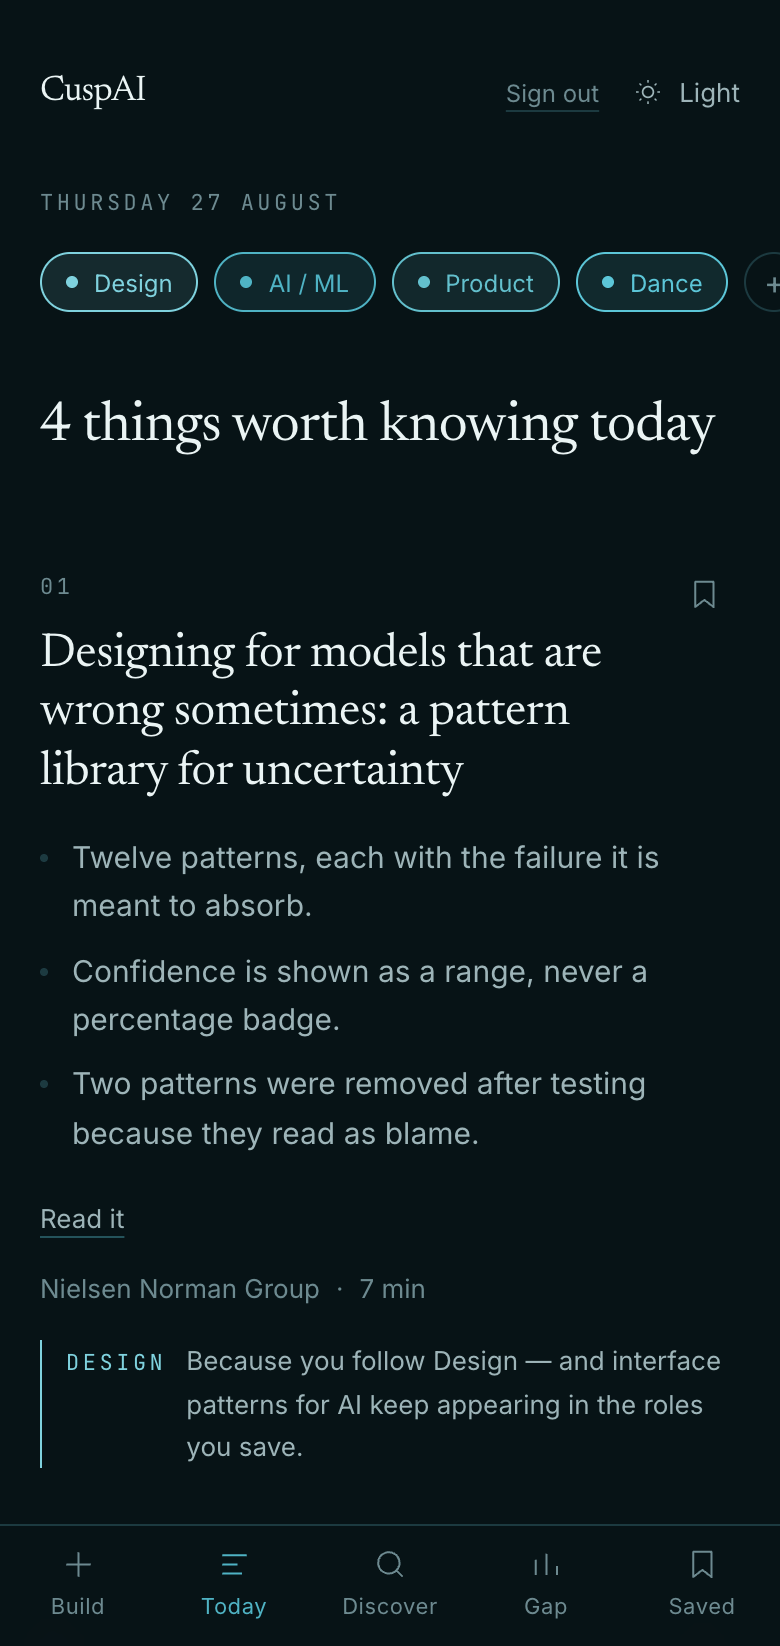 CuspAI
Sign out
Light
THURSDAY 27 AUGUST
Design
AI / ML
Product
Dance
+
4 things worth knowing today
01
Designing for models that are
wrong sometimes: a pattern
library for uncertainty
• Twelve patterns, each with the failure it is
meant to absorb.
• Confidence is shown as a range, never a
percentage badge.
• Two patterns were removed after testing
because they read as blame.
Read it
Nielsen Norman Group · 7 min
DESIGN
Because you follow Design — and interface
patterns for AI keep appearing in the roles
you save.
Build
Today
Discover
Gap
Saved